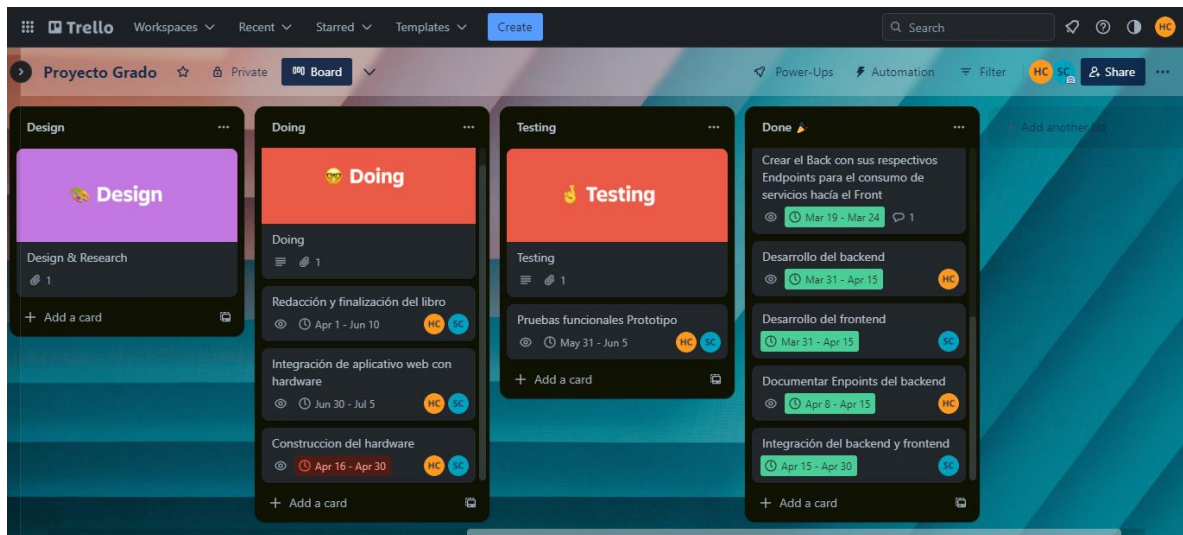 Trello Workspaces Recent Starred Templates Create Search HC
Proyecto Grado Private Board Power-Ups Automation Filter HC SC Share
Design
Design
Design & Research
1
+ Add a card
Doing
Doing
Doing
1
Redacción y finalización del libro
Apr 1 - Jun 10 HC SC
Integración de aplicativo web con
hardware
Jun 30 - Jul 5 HC SC
Construccion del hardware
Apr 16 - Apr 30 HC SC
+ Add a card
Testing
Testing
Testing
1
Pruebas funcionales Prototipo
May 31 - Jun 5 HC SC
+ Add a card
Done
Crear el Back con sus respectivos
Endpoints para el consumo de
servicios hacía el Front
Mar 19 - Mar 24 1
Desarrollo del backend
Mar 31 - Apr 15 HC
Desarrollo del frontend
Mar 31 - Apr 15 SC
Documentar Enpoints del backend
Apr 8 - Apr 15 HC
Integración del backend y frontend
Apr 15 - Apr 30 SC
+ Add a card
+ Add another list